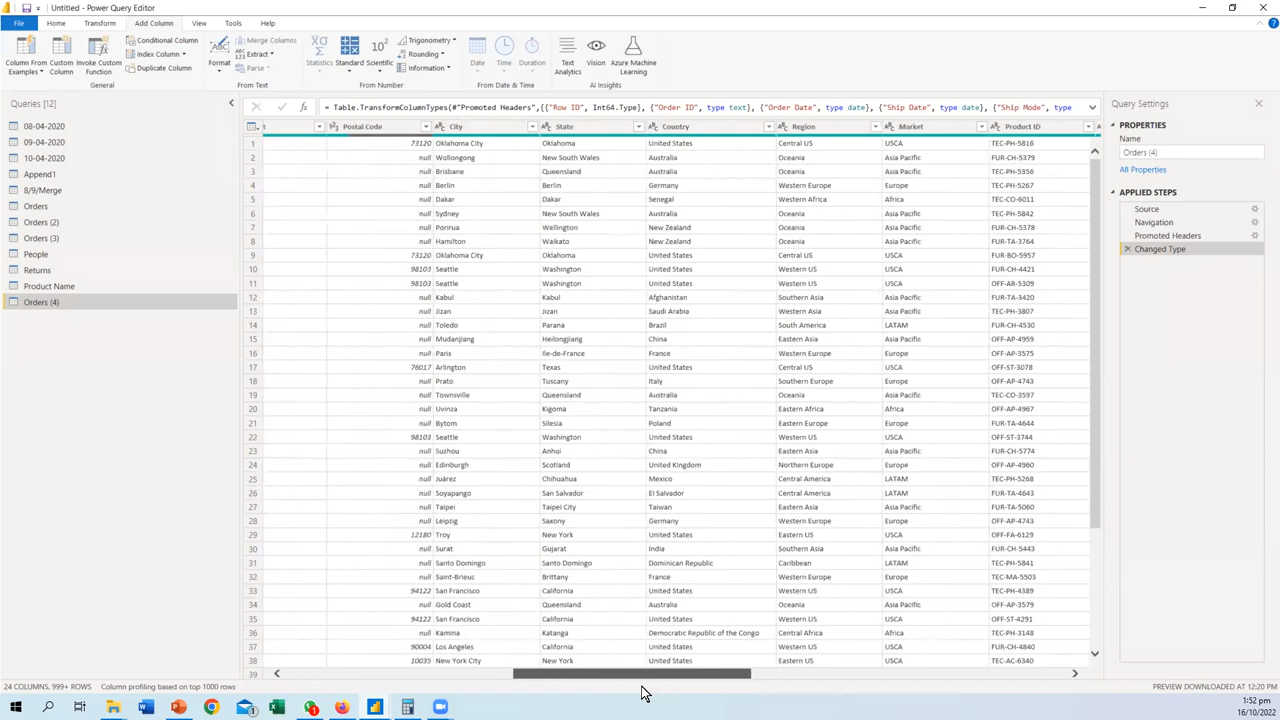 Untitled - Power Query Editor
File Home Transform Add Column View Tools Help
Column From Examples Custom Column Invoke Custom Function Conditional Column Index Column Duplicate Column General
Format Merge Columns Extract Parse From Text
Statistics Standard Scientific Trigonometry Rounding Information From Number
Date Time Duration From Date & Time
Text Analytics Vision Azure Machine Learning AI Insights
Queries [12]
08-04-2020
09-04-2020
10-04-2020
Append1
8/9/Merge
Orders
Orders (2)
Orders (3)
People
Returns
Product Name
Orders (4)
= Table.TransformColumnTypes(#"Promoted Headers",{{"Row ID", Int64.Type}, {"Order ID", type text}, {"Order Date", type date}, {"Ship Date", type date}, {"Ship Mode", type
Postal Code City State Country Region Market Product ID
1 73120 Oklahoma City Oklahoma United States Central US USCA TEC-PH-5816
2 null Wollongong New South Wales Australia Oceania Asia Pacific FUR-CH-5379
3 null Brisbane Queensland Australia Oceania Asia Pacific TEC-PH-5356
4 null Berlin Berlin Germany Western Europe Europe TEC-PH-5267
5 null Dakar Dakar Senegal Western Africa Africa TEC-CO-6011
6 null Sydney New South Wales Australia Oceania Asia Pacific TEC-PH-5842
7 null Porirua Wellington New Zealand Oceania Asia Pacific FUR-CH-5378
8 null Hamilton Waikato New Zealand Oceania Asia Pacific FUR-TA-3764
9 73120 Oklahoma City Oklahoma United States Central US USCA FUR-BO-5957
10 98103 Seattle Washington United States Western US USCA FUR-CH-4421
11 98103 Seattle Washington United States Western US USCA OFF-AR-5309
12 null Kabul Kabul Afghanistan Southern Asia Asia Pacific FUR-TA-3420
13 null Jizan Jizan Saudi Arabia Western Asia Asia Pacific TEC-PH-3807
14 null Toledo Parana Brazil South America LATAM FUR-CH-4530
15 null Mudanjiang Heilongjiang China Eastern Asia Asia Pacific OFF-AP-4959
16 null Paris Ile-de-France France Western Europe Europe OFF-AP-3575
17 76017 Arlington Texas United States Central US USCA OFF-ST-3078
18 null Prato Tuscany Italy Southern Europe Europe OFF-AP-4743
19 null Townsville Queensland Australia Oceania Asia Pacific TEC-CO-3597
20 null Uvinza Kigoma Tanzania Eastern Africa Africa OFF-AP-4967
21 null Bytom Silesia Poland Eastern Europe Europe FUR-TA-4644
22 98103 Seattle Washington United States Western US USCA OFF-ST-3744
23 null Suzhou Anhui China Eastern Asia Asia Pacific FUR-CH-5774
24 null Edinburgh Scotland United Kingdom Northern Europe Europe OFF-AP-4960
25 null Juárez Chihuahua Mexico Central America LATAM TEC-PH-5268
26 null Soyapango San Salvador El Salvador Central America LATAM FUR-TA-4643
27 null Taipei Taipei City Taiwan Eastern Asia Asia Pacific FUR-TA-5060
28 null Leipzig Saxony Germany Western Europe Europe OFF-AP-4743
29 12180 Troy New York United States Eastern US USCA OFF-FA-6129
30 null Surat Gujarat India Southern Asia Asia Pacific FUR-CH-5443
31 null Santo Domingo Santo Domingo Dominican Republic Caribbean LATAM TEC-PH-5841
32 null Saint-Brieuc Brittany France Western Europe Europe TEC-MA-5503
33 94122 San Francisco California United States Western US USCA TEC-PH-4389
34 null Gold Coast Queensland Australia Oceania Asia Pacific OFF-AP-3579
35 94122 San Francisco California United States Western US USCA OFF-ST-4291
36 null Kamina Katanga Democratic Republic of the Congo Central Africa Africa TEC-PH-3148
37 90004 Los Angeles California United States Western US USCA FUR-CH-4840
38 10035 New York City New York United States Eastern US USCA TEC-AC-6340
39
Query Settings
PROPERTIES
Name
Orders (4)
All Properties
APPLIED STEPS
Source
Navigation
Promoted Headers
Changed Type
24 COLUMNS, 999+ ROWS Column profiling based on top 1000 rows PREVIEW DOWNLOADED AT 12:20 PM
1:52 pm
16/10/2022